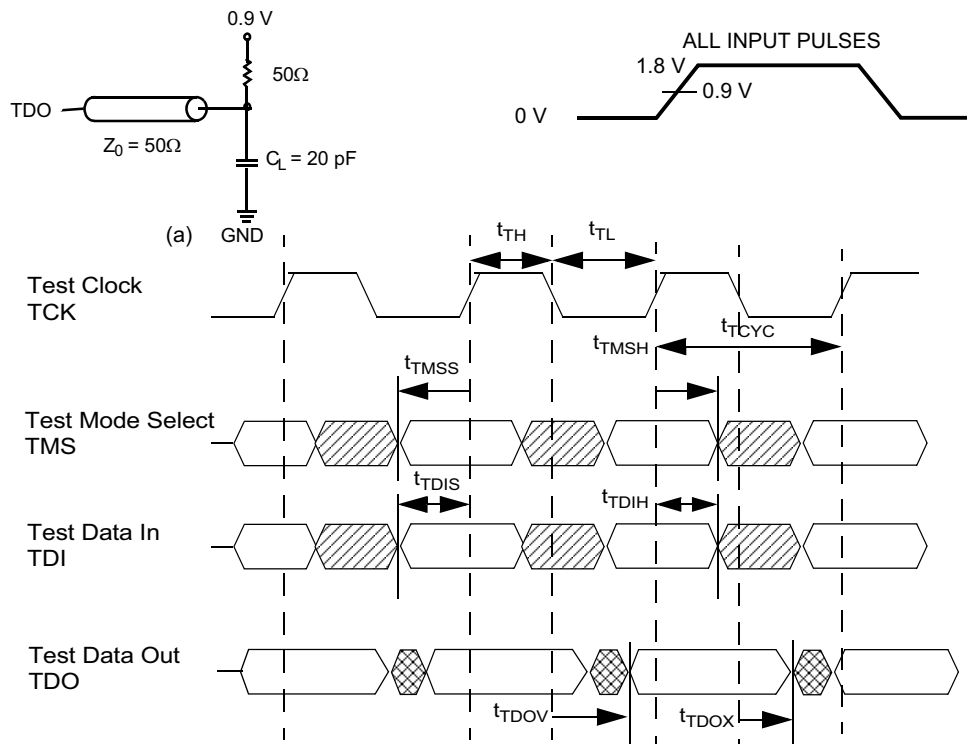 0.9 V
50Ω
TDO
Z0 = 50Ω
CL = 20 pF
(a)
GND
ALL INPUT PULSES
1.8 V
0.9 V
0 V
tTH
tTL
Test Clock
TCK
tTCYC
tTMSH
tTMSS
Test Mode Select
TMS
tTDIS
tTDIH
Test Data In
TDI
Test Data Out
TDO
tTDOV
tTDOX